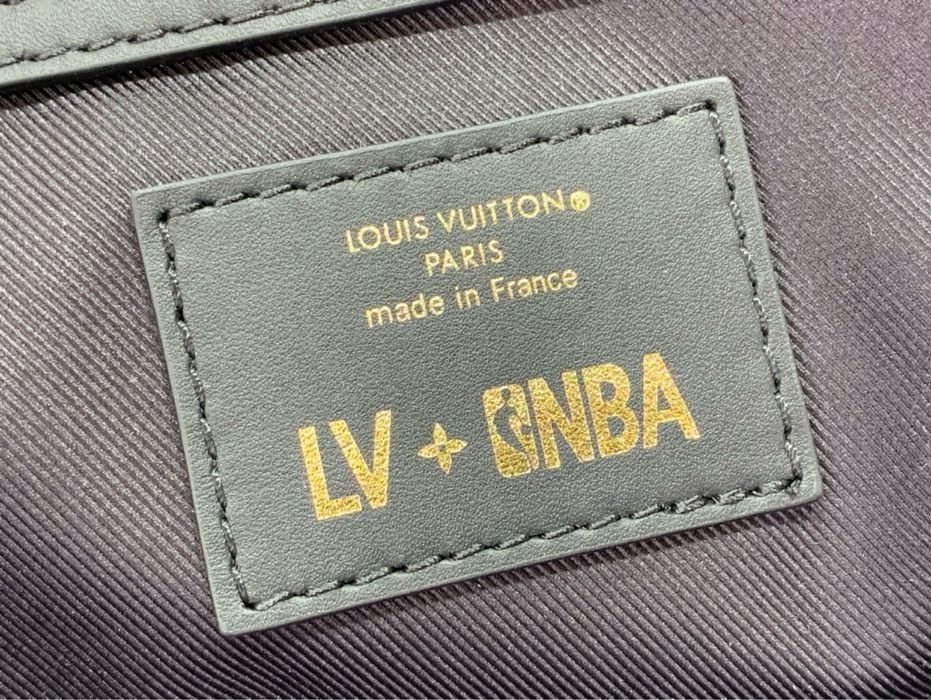 LOUIS VUITTON®
PARIS
made in France
LV NBA